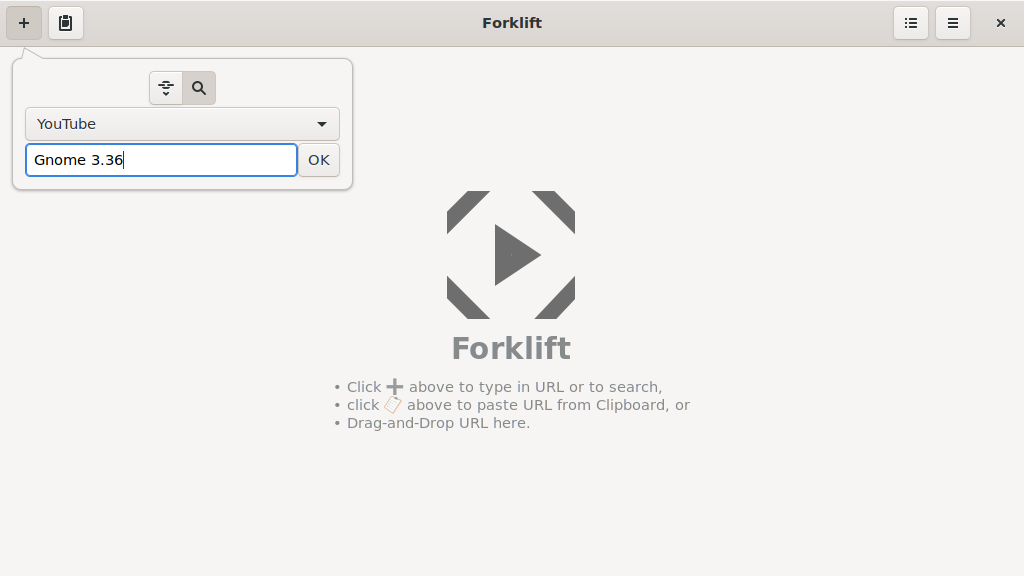 Forklift
YouTube
Gnome 3.36
OK
Forklift
• Click ➕ above to type in URL or to search,
• click 📋 above to paste URL from Clipboard, or
• Drag-and-Drop URL here.